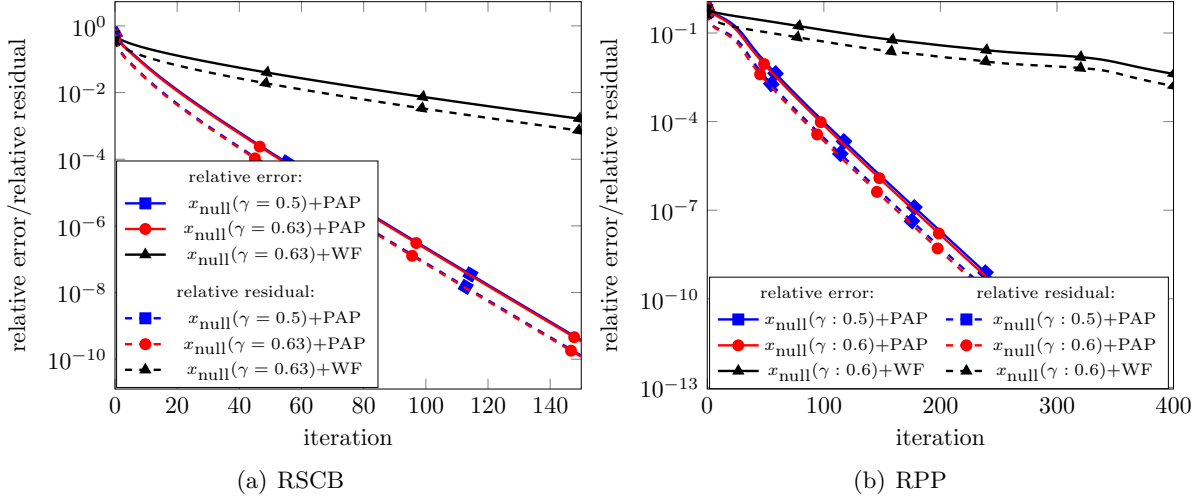 relative error/relative residual
10^0
10^{-2}
10^{-4}
10^{-6}
10^{-8}
10^{-10}
0 20 40 60 80 100 120 140
iteration
relative error:
x_null(γ = 0.5)+PAP
x_null(γ = 0.63)+PAP
x_null(γ = 0.63)+WF
relative residual:
x_null(γ = 0.5)+PAP
x_null(γ = 0.63)+PAP
x_null(γ = 0.63)+WF
(a) RSCB
relative error/relative residual
10^{-1}
10^{-4}
10^{-7}
10^{-10}
10^{-13}
0 100 200 300 400
iteration
relative error: relative residual:
x_null(γ : 0.5)+PAP x_null(γ : 0.5)+PAP
x_null(γ : 0.6)+PAP x_null(γ : 0.6)+PAP
x_null(γ : 0.6)+WF x_null(γ : 0.6)+WF
(b) RPP